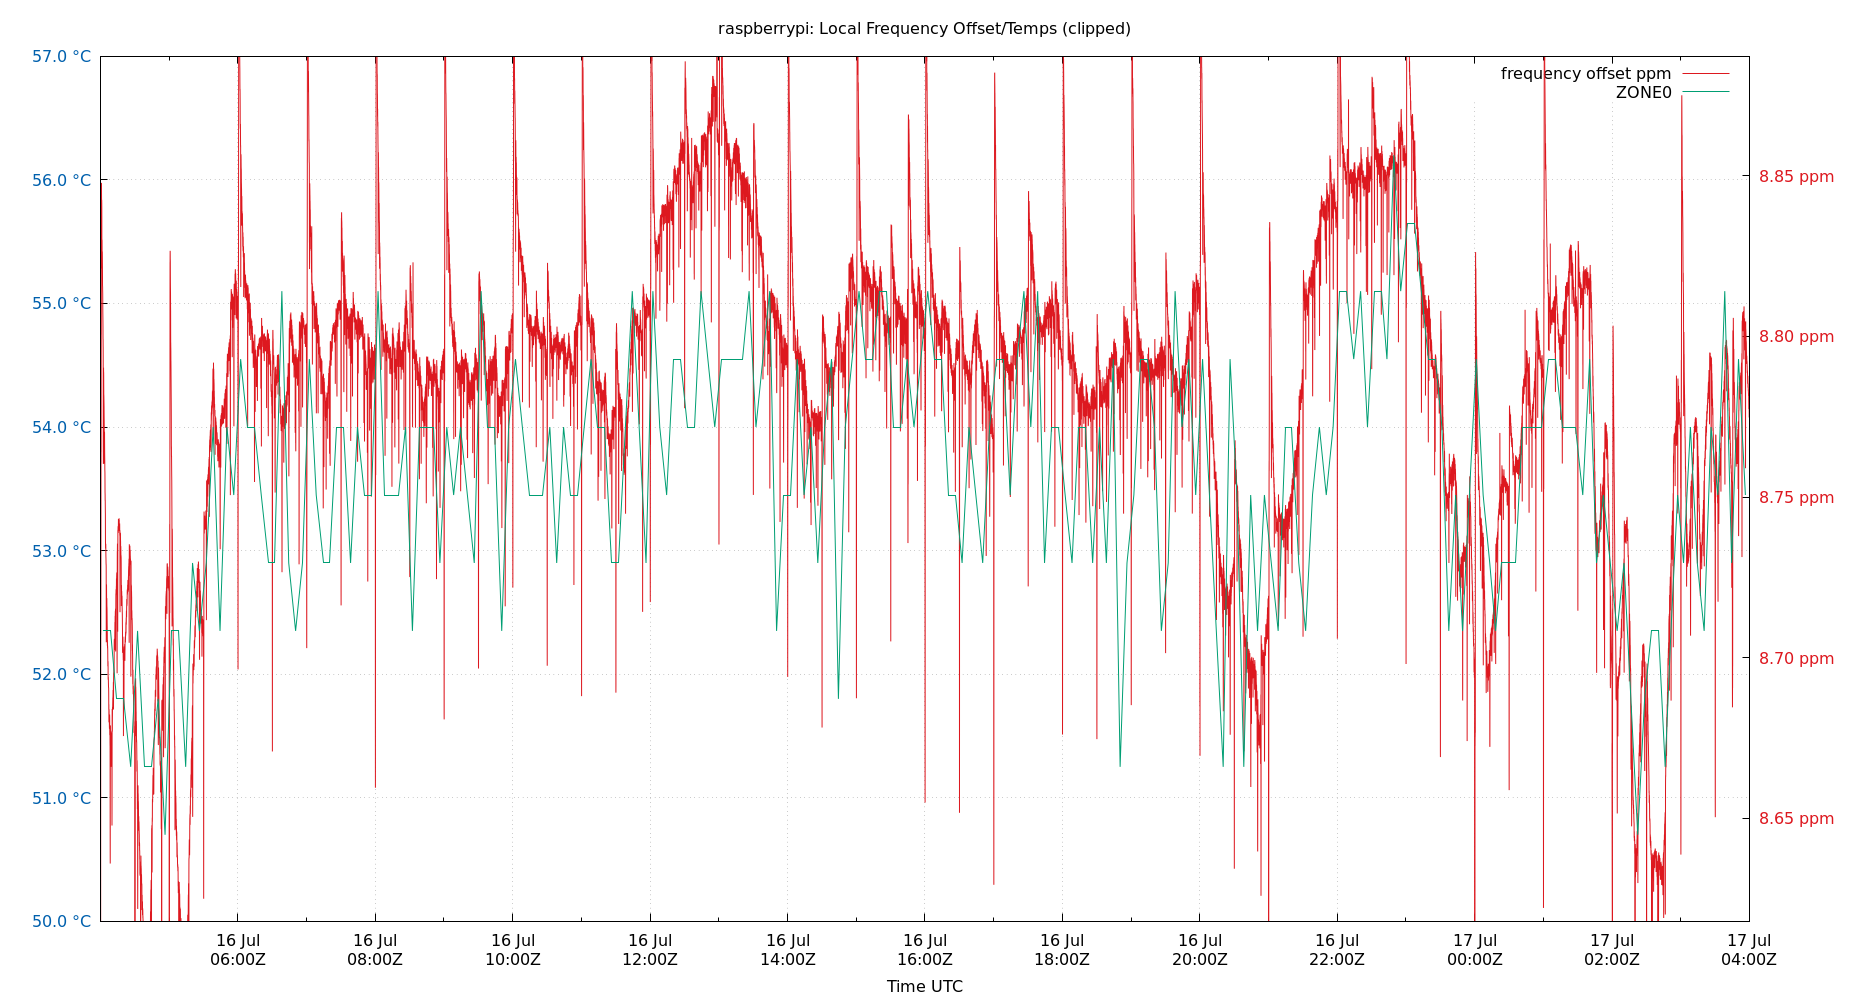 raspberrypi: Local Frequency Offset/Temps (clipped)
57.0 °C
56.0 °C
55.0 °C
54.0 °C
53.0 °C
52.0 °C
51.0 °C
50.0 °C
frequency offset ppm
ZONE0
8.85 ppm
8.80 ppm
8.75 ppm
8.70 ppm
8.65 ppm
16 Jul
06:00Z
16 Jul
08:00Z
16 Jul
10:00Z
16 Jul
12:00Z
16 Jul
14:00Z
16 Jul
16:00Z
16 Jul
18:00Z
16 Jul
20:00Z
16 Jul
22:00Z
17 Jul
00:00Z
17 Jul
02:00Z
17 Jul
04:00Z
Time UTC